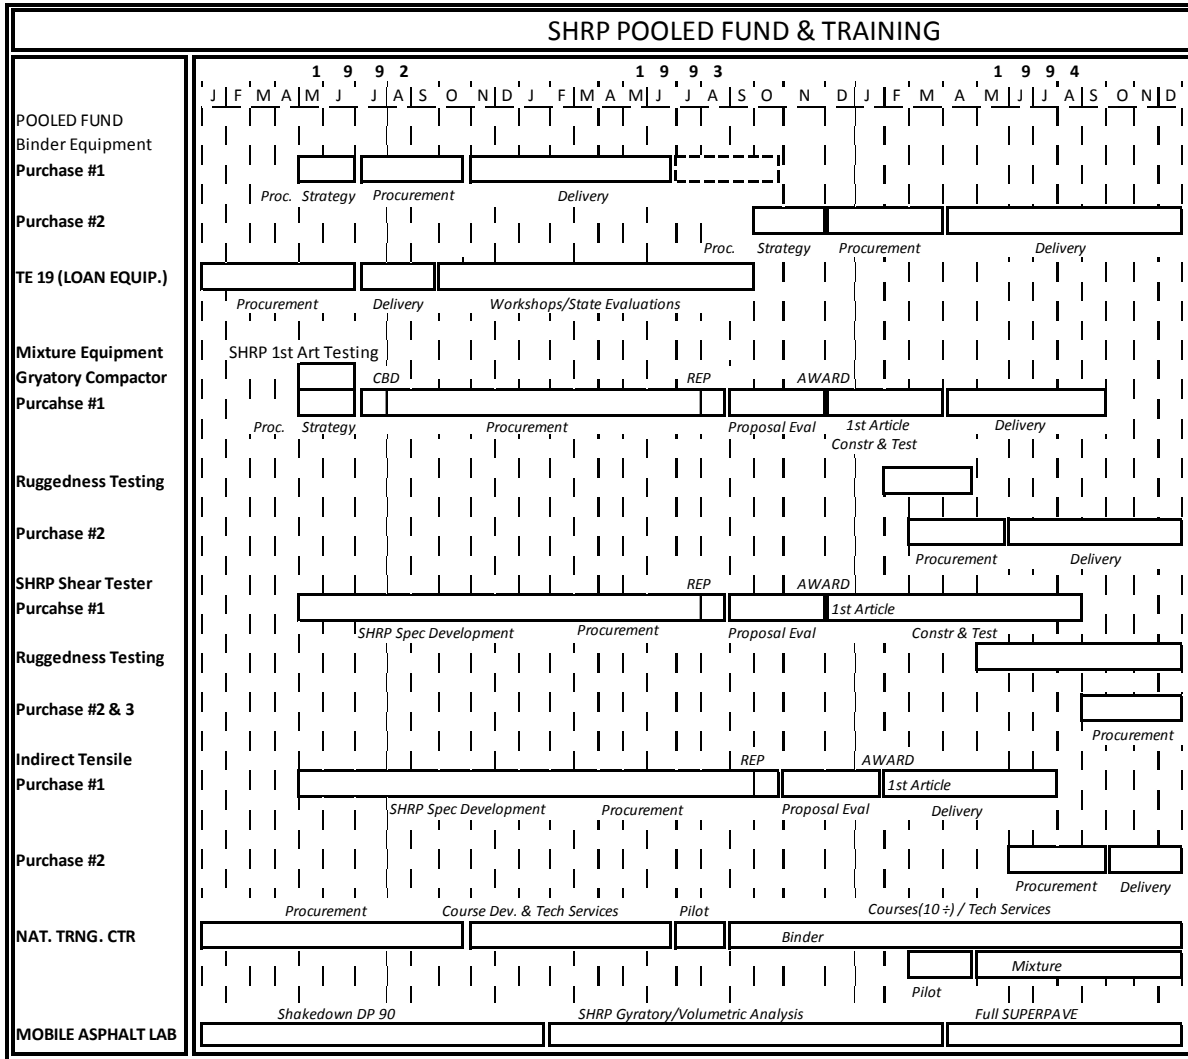 SHRP POOLED FUND & TRAINING
1 9 9 2 1 9 9 3 1 9 9 4
J F M A M J J A S O N D J F M A M J J A S O N D J F M A M J J A S O N D
POOLED FUND
Binder Equipment
Purchase #1
Proc. Strategy Procurement Delivery
Purchase #2
Proc. Strategy Procurement Delivery
TE 19 (LOAN EQUIP.)
Procurement Delivery Workshops/State Evaluations
Mixture Equipment SHRP 1st Art Testing
Gryatory Compactor CBD REP AWARD
Purcahse #1
Proc. Strategy Procurement Proposal Eval 1st Article Delivery
Constr & Test
Ruggedness Testing
Purchase #2
Procurement Delivery
SHRP Shear Tester REP AWARD
Purcahse #1 1st Article
SHRP Spec Development Procurement Proposal Eval Constr & Test
Ruggedness Testing
Purchase #2 & 3
Procurement
Indirect Tensile REP AWARD
Purchase #1 1st Article
SHRP Spec Development Procurement Proposal Eval Delivery
Purchase #2
Procurement Delivery
Procurement Course Dev. & Tech Services Pilot Courses(10 ÷) / Tech Services
NAT. TRNG. CTR Binder
Mixture
Pilot
Shakedown DP 90 SHRP Gyratory/Volumetric Analysis Full SUPERPAVE
MOBILE ASPHALT LAB